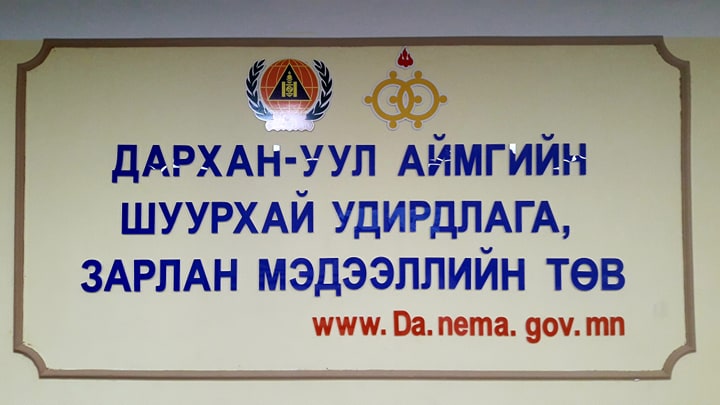 ДАРХАН-УУЛ АЙМГИЙН
ШУУРХАЙ УДИРДЛАГА,
ЗАРЛАН МЭДЭЭЛЛИЙН ТӨВ
www. Da. nema. gov. mn